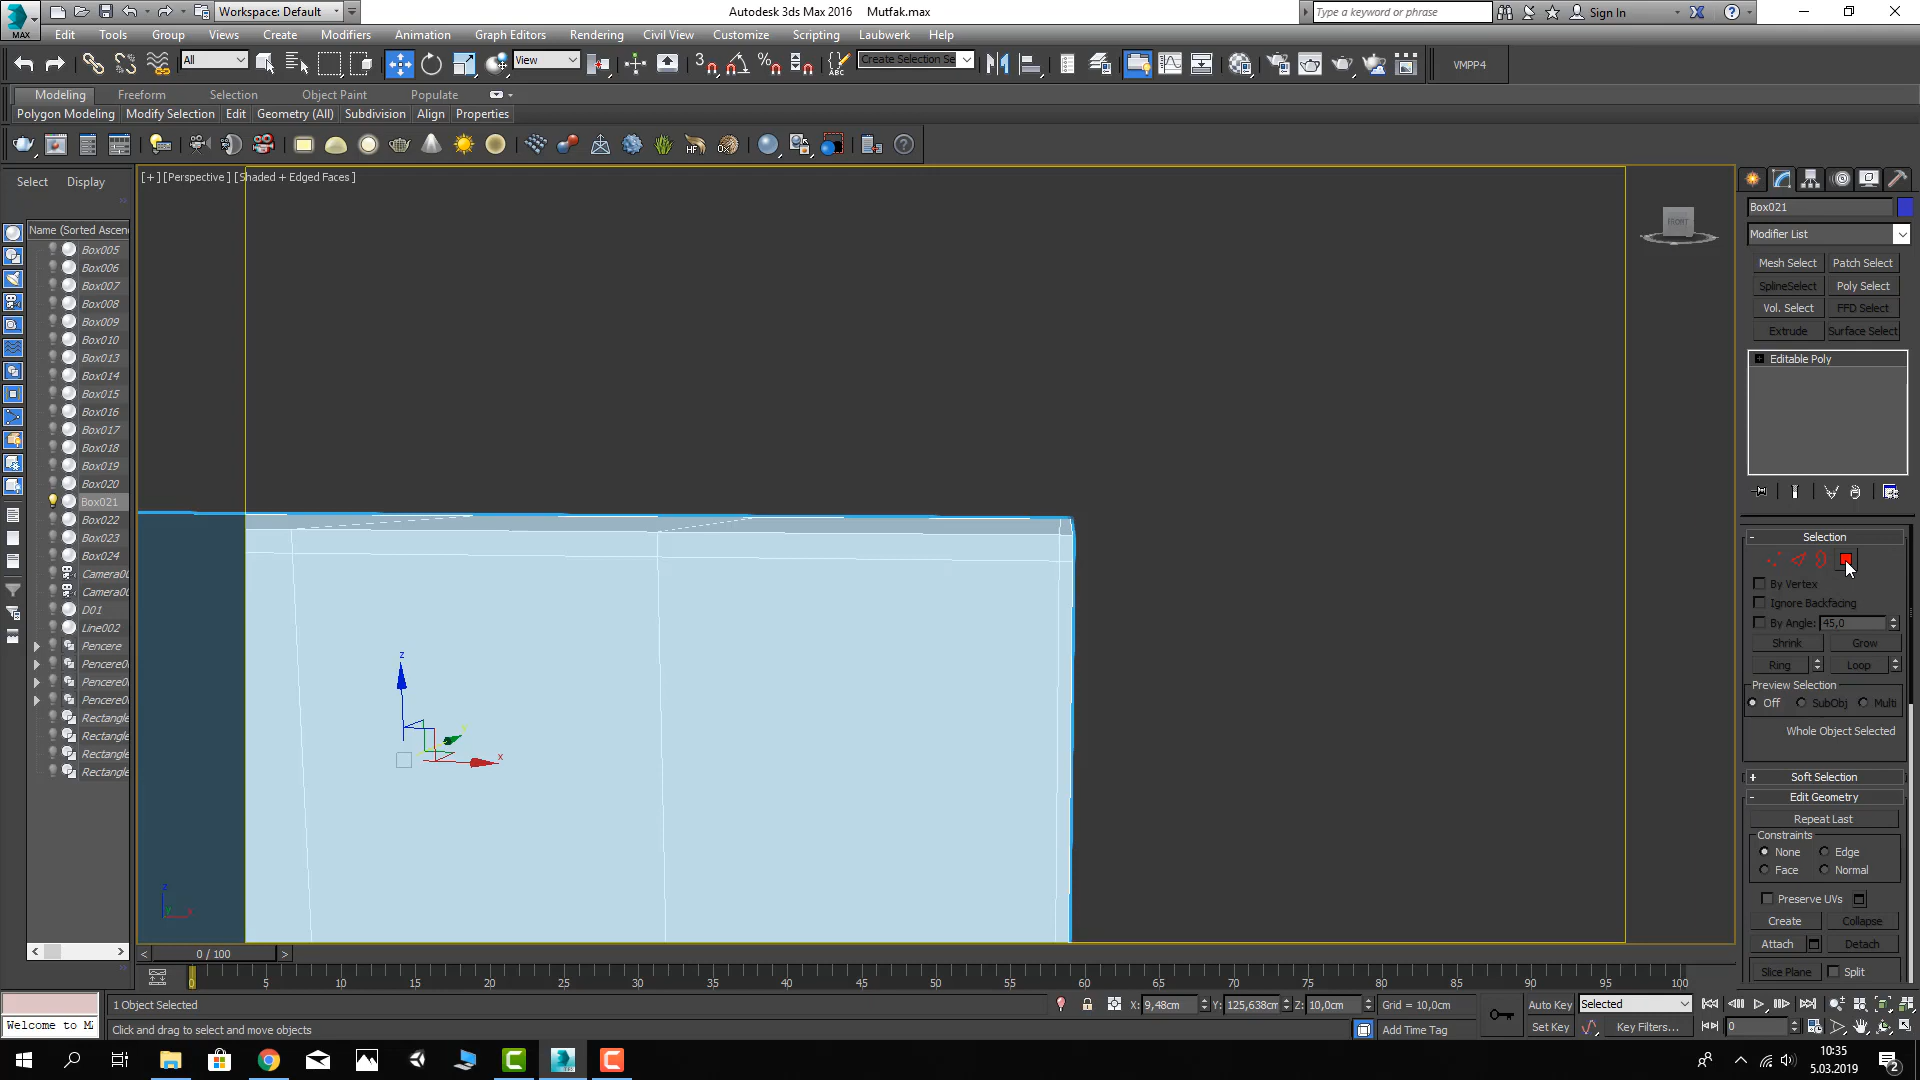 Workspace: Default
Autodesk 3ds Max 2016 Mutfak.max
Type a keyword or phrase
Sign In
MAX
Edit Tools Group Views Create Modifiers Animation Graph Editors Rendering Civil View Customize Scripting Laubwerk Help
All
View
3
ABC
Create Selection Se
VMPP4
Modeling Freeform Selection Object Paint Populate
Polygon Modeling Modify Selection Edit Geometry (All) Subdivision Align Properties
HF
Select Display
[+] [Perspective] [Shaded + Edged Faces]
FRONT
Name (Sorted Ascen
Box005
Box006
Box007
Box008
Box009
Box010
Box013
Box014
Box015
Box016
Box017
Box018
Box019
Box020
Box021
Box022
Box023
Box024
Camera00
Camera00
D01
Line002
Pencere
Pencere0
Pencere0
Pencere0
Rectangle
Rectangle
Rectangle
Rectangle
z
x
z
Box021
Modifier List
Mesh Select Patch Select
SplineSelect Poly Select
Vol. Select FFD Select
Extrude Surface Select
Editable Poly
Selection
By Vertex
Ignore Backfacing
By Angle: 45,0
Shrink Grow
Ring Loop
Preview Selection
Off SubObj Multi
Whole Object Selected
Soft Selection
Edit Geometry
Repeat Last
Constraints
None Edge
Face Normal
Preserve UVs
Create Collapse
Attach Detach
Slice Plane Split
< 0 / 100 >
0 5 10 15 20 25 30 35 40 45 50 55 60 65 70 75 80 85 90 95 100
1 Object Selected
X: 9,48cm Y: 125,638cm Z: 10,0cm Grid = 10,0cm
Auto Key Selected
Welcome to M
Click and drag to select and move objects
Add Time Tag
Set Key Key Filters... 0
10:35
5.03.2019
2